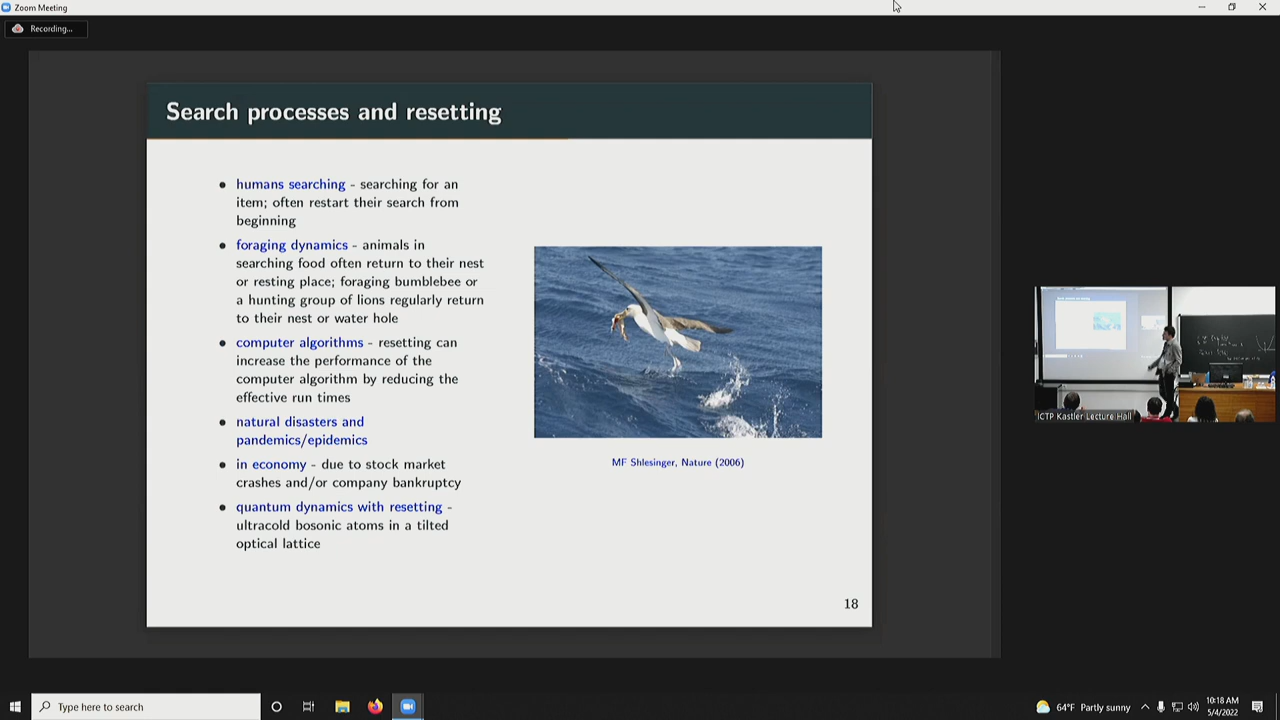 Zoom Meeting
Recording...
Search processes and resetting
• humans searching - searching for an
item; often restart their search from
beginning
• foraging dynamics - animals in
searching food often return to their nest
or resting place; foraging bumblebee or
a hunting group of lions regularly return
to their nest or water hole
• computer algorithms - resetting can
increase the performance of the
computer algorithm by reducing the
effective run times
• natural disasters and
pandemics/epidemics
• in economy - due to stock market
crashes and/or company bankruptcy
• quantum dynamics with resetting -
ultracold bosonic atoms in a tilted
optical lattice
MF Shlesinger, Nature (2006)
18
ICTP Kastler Lecture Hall
Type here to search
64°F Partly sunny
10:18 AM
5/4/2022